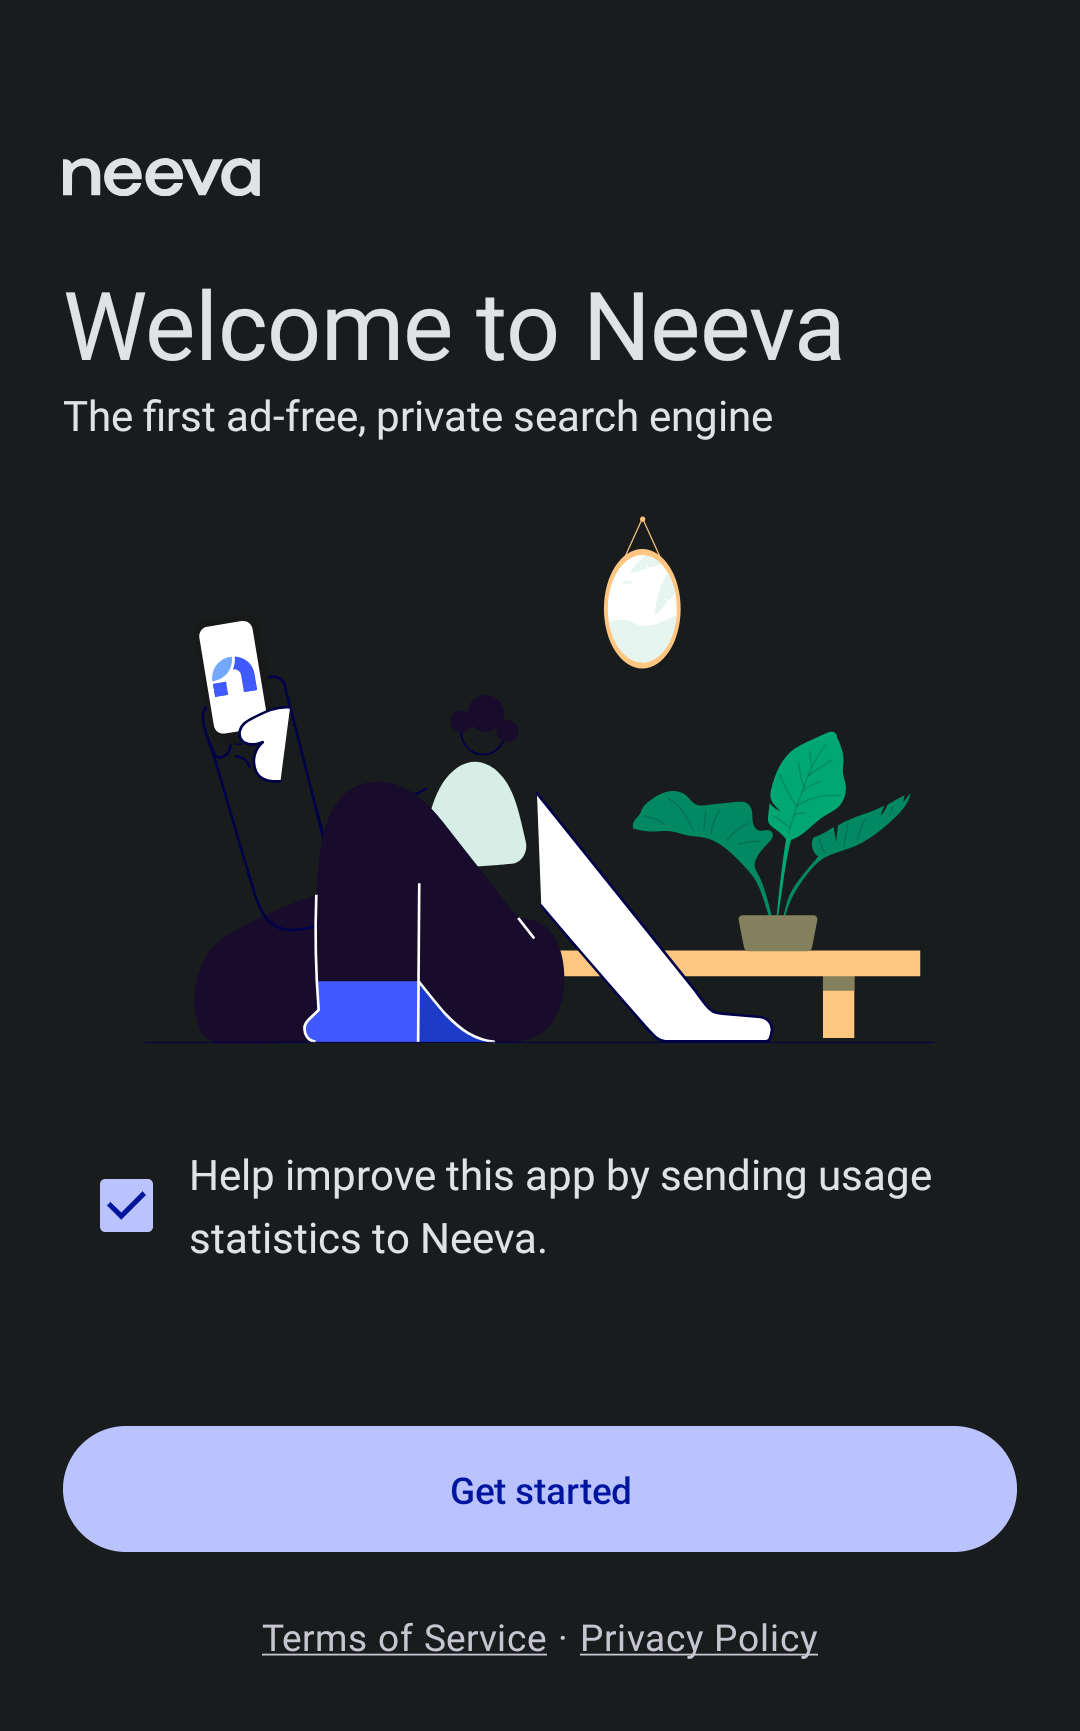 neeva
Welcome to Neeva
The first ad-free, private search engine
Help improve this app by sending usage
statistics to Neeva.
Get started
Terms of Service · Privacy Policy